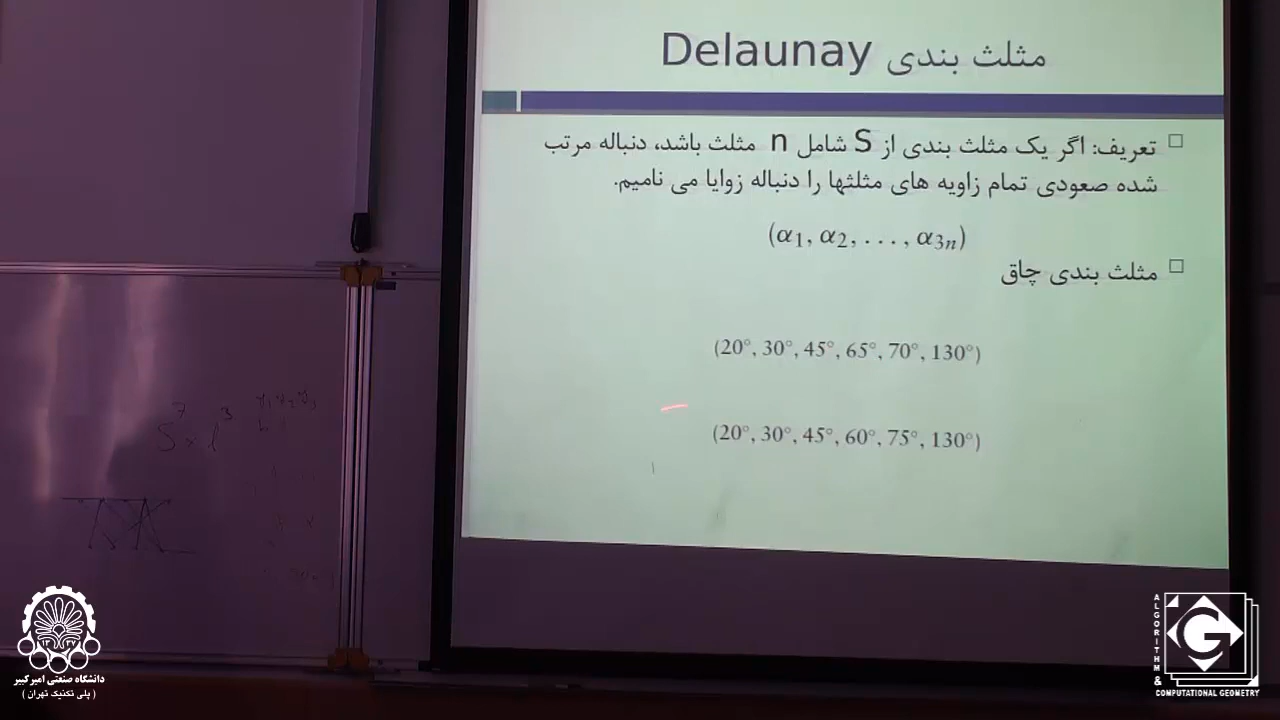 مثلث بندی Delaunay
تعریف: اگر یک مثلث بندی از S شامل n مثلث باشد، دنباله مرتب
شده صعودی تمام زاویه های مثلثها را دنباله زوایا می نامیم.
(α1, α2, . . . , α3n)
مثلث بندی چاق
(20°, 30°, 45°, 65°, 70°, 130°)
(20°, 30°, 45°, 60°, 75°, 130°)
دانشگاه صنعتی امیرکبیر
( پلی تکنیک تهران )
ALGORITHM &
COMPUTATIONAL GEOMETRY
G